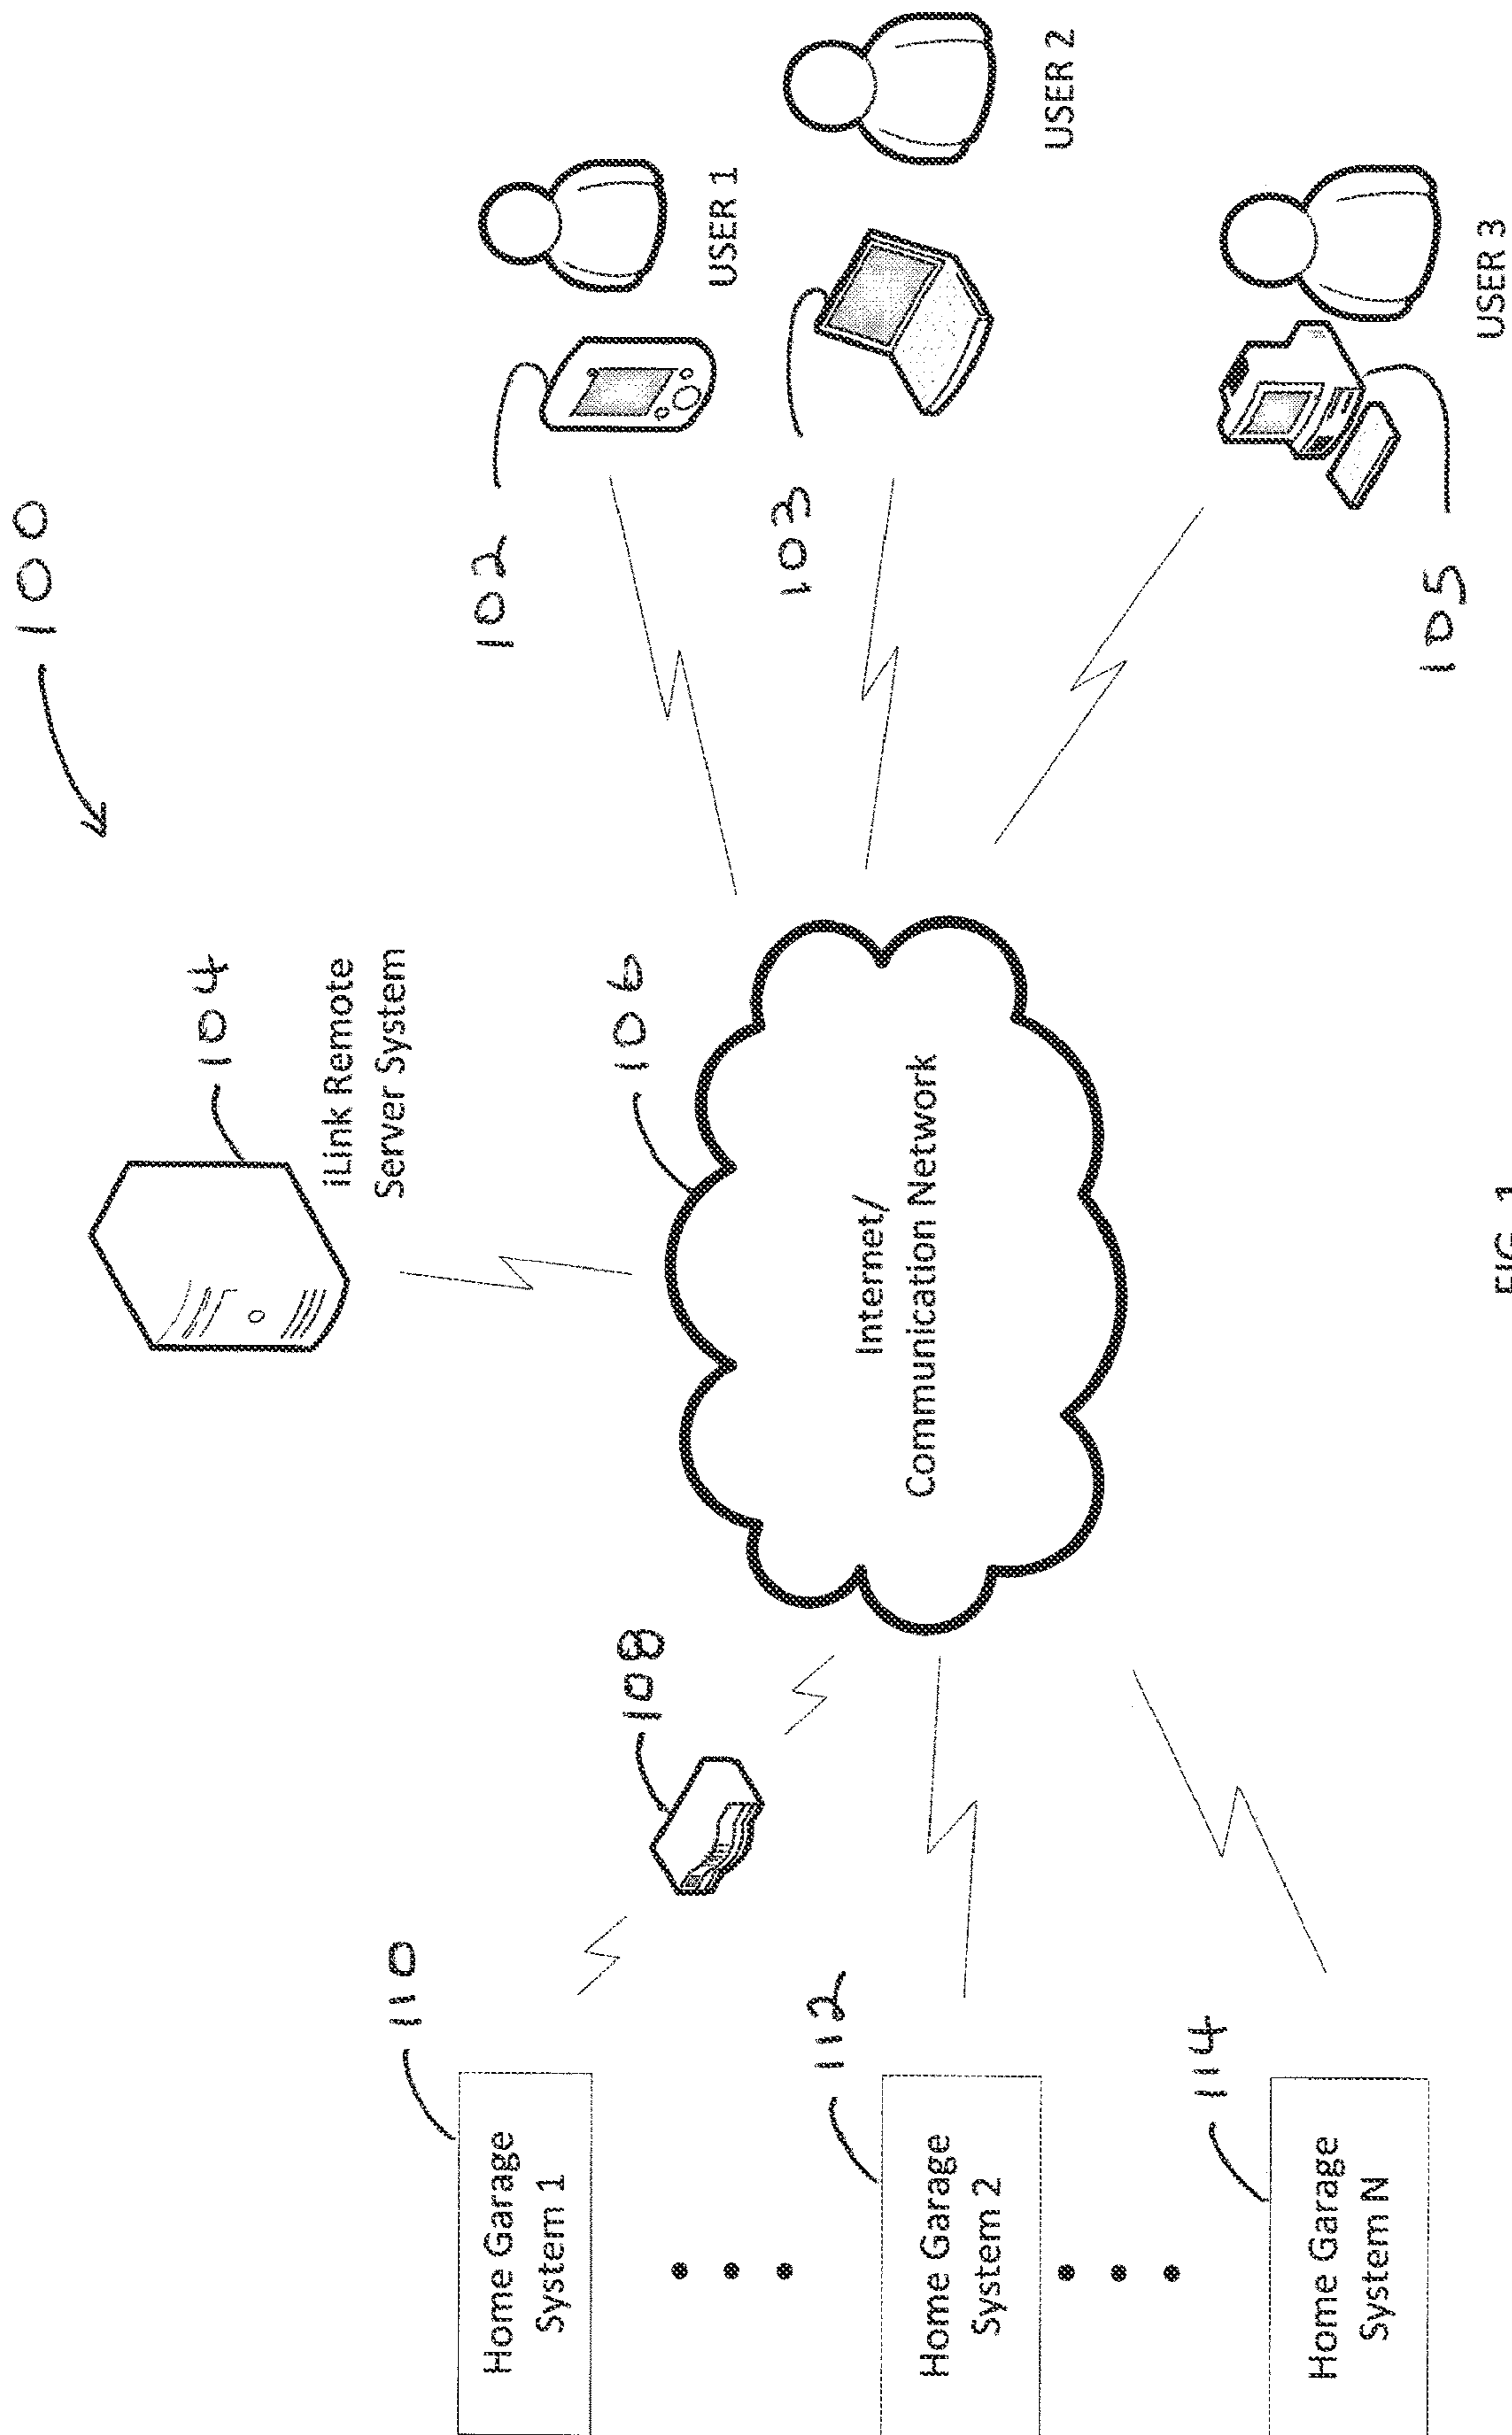 100
104
iLink Remote
Server System
102
USER 1
103
USER 2
105
USER 3
106
Internet/
Communication Network
108
110
Home Garage
System 1
112
Home Garage
System 2
114
Home Garage
System N
FIG. 1